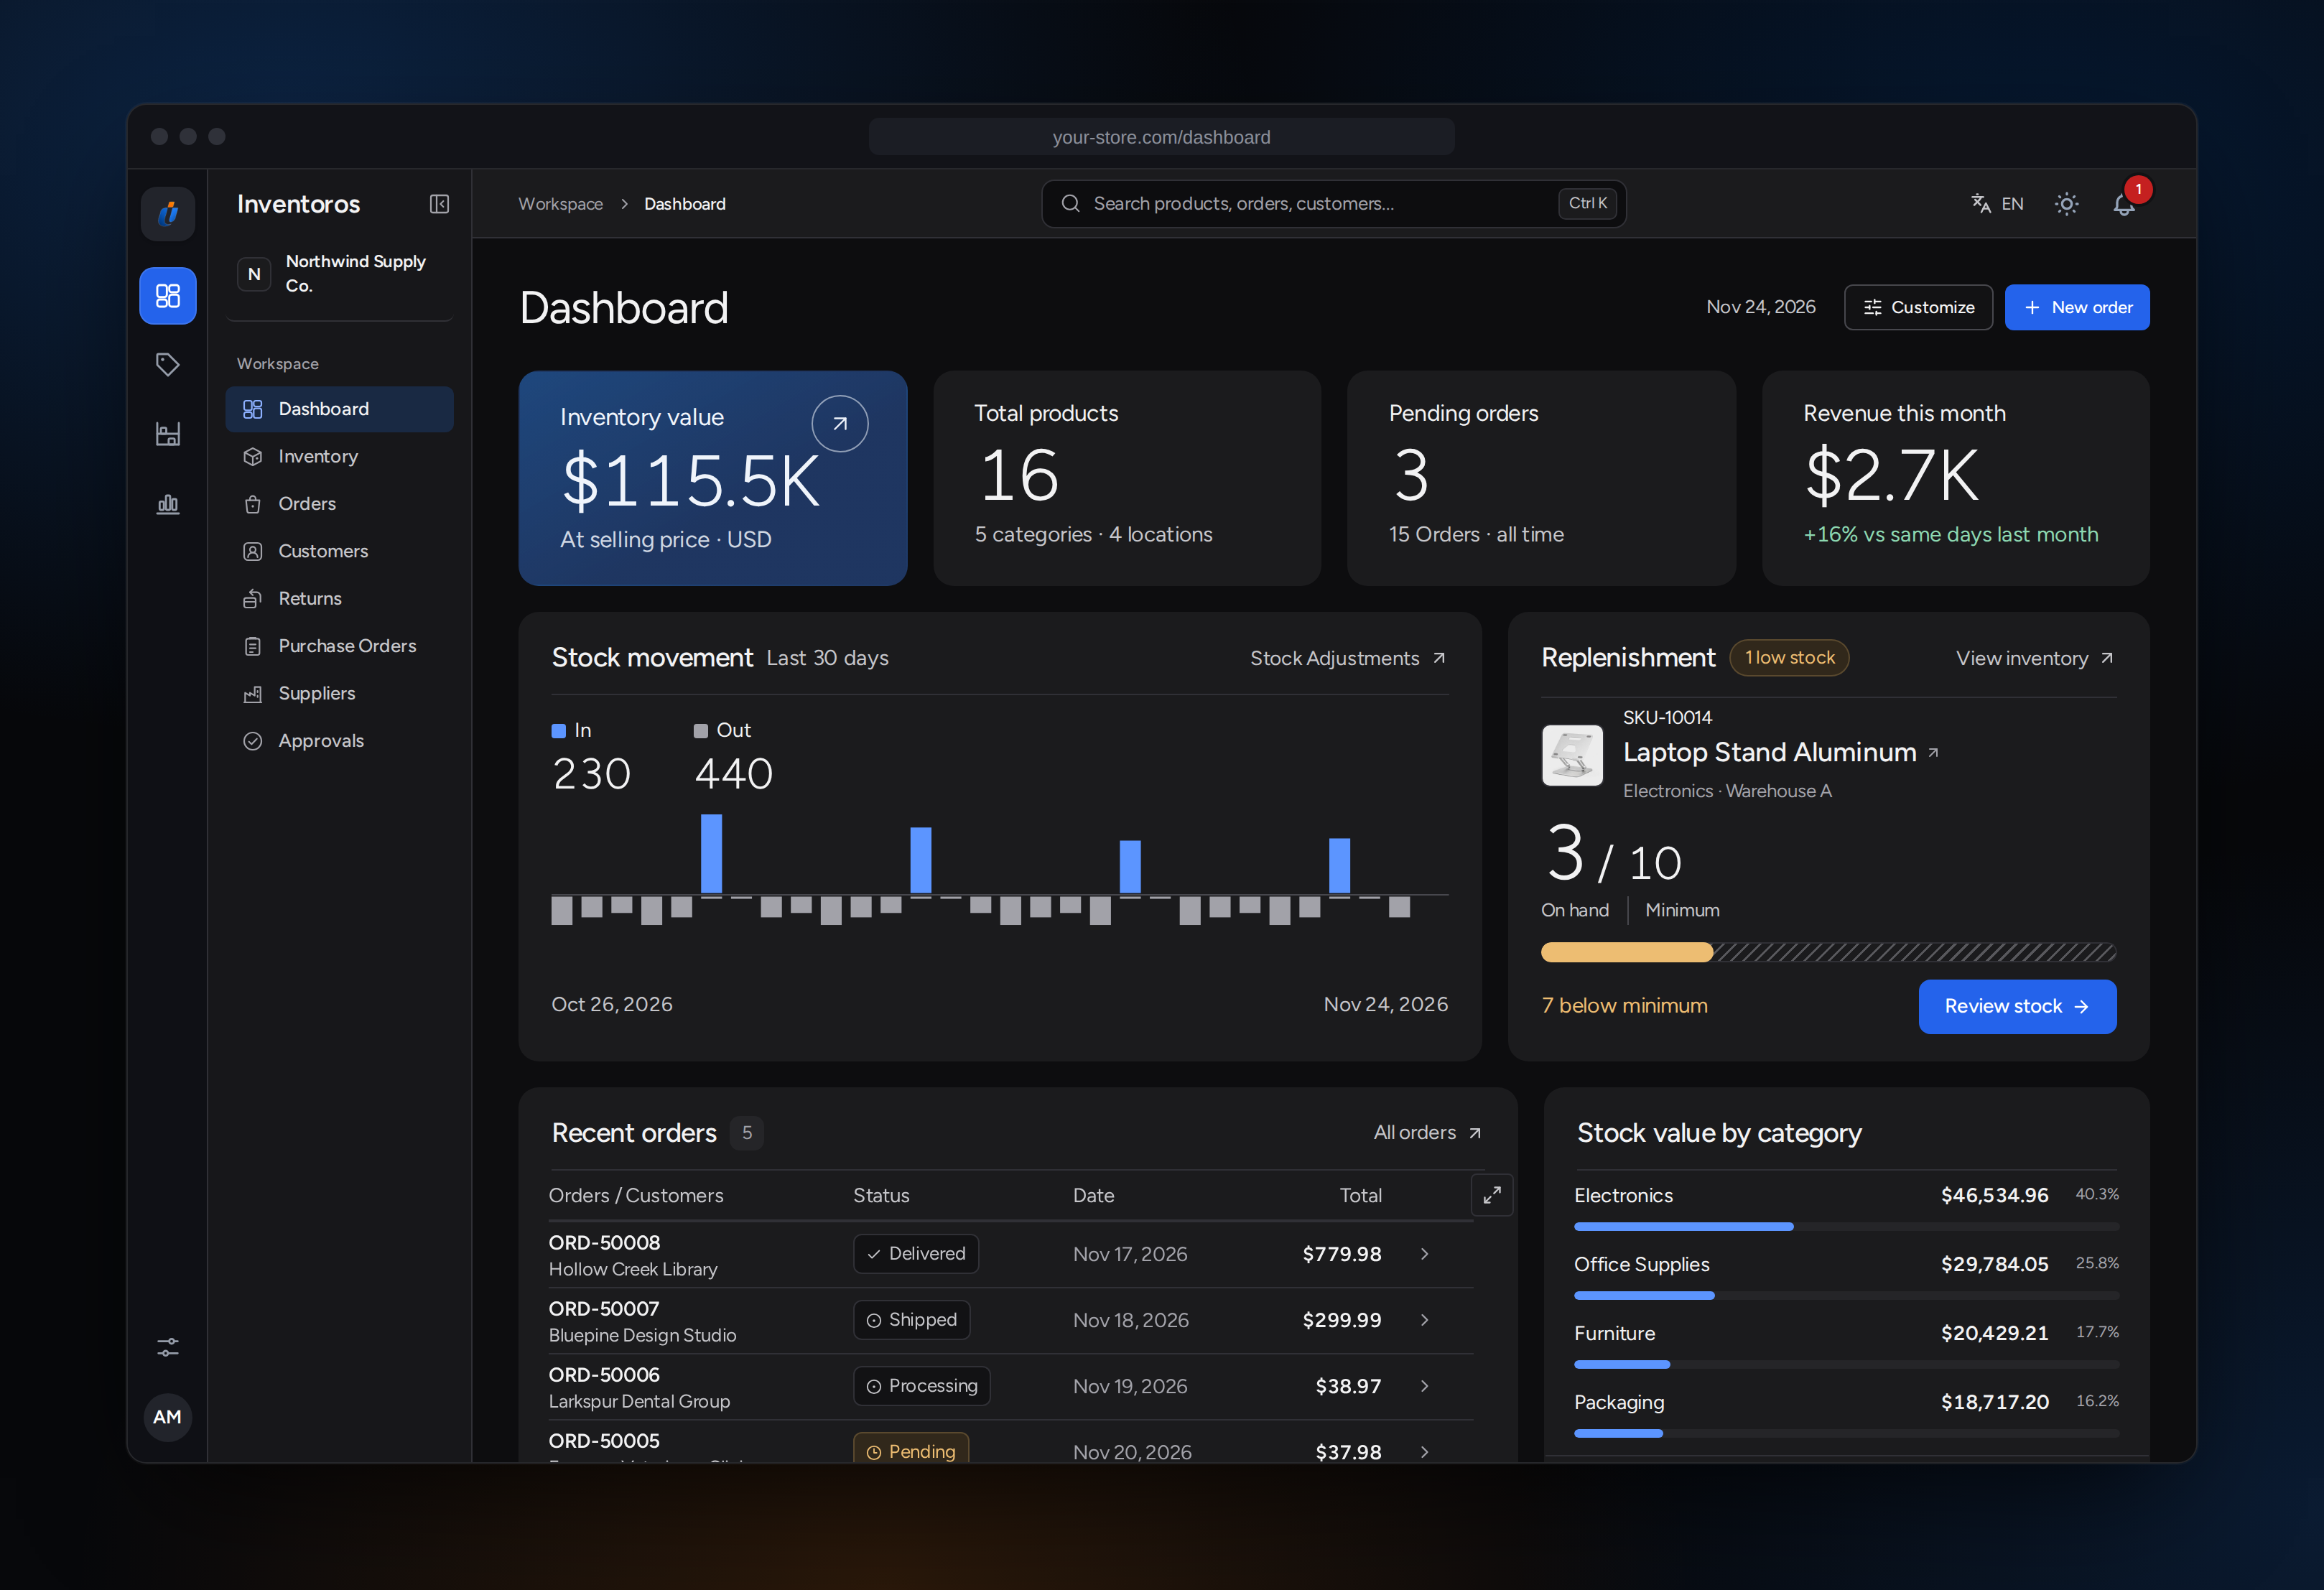 your-store.com/dashboard
Inventoros
Workspace
Dashboard
Search products, orders, customers...
Ctrl K
EN
1
N
Northwind Supply
Co.
Workspace
Dashboard
Inventory
Orders
Customers
Returns
Purchase Orders
Suppliers
Approvals
AM
Dashboard
Nov 24, 2026
Customize
New order
Inventory value
$115.5K
At selling price · USD
Total products
16
5 categories · 4 locations
Pending orders
3
15 Orders · all time
Revenue this month
$2.7K
+16% vs same days last month
Stock movement Last 30 days
Stock Adjustments
In
Out
230
440
Oct 26, 2026
Nov 24, 2026
Replenishment
1 low stock
View inventory
SKU-10014
Laptop Stand Aluminum
Electronics · Warehouse A
3 / 10
On hand
Minimum
7 below minimum
Review stock
Recent orders 5
All orders
Orders / Customers
Status
Date
Total
ORD-50008
Hollow Creek Library
Delivered
Nov 17, 2026
$779.98
ORD-50007
Bluepine Design Studio
Shipped
Nov 18, 2026
$299.99
ORD-50006
Larkspur Dental Group
Processing
Nov 19, 2026
$38.97
ORD-50005
Pending
Nov 20, 2026
$37.98
Stock value by category
Electronics
$46,534.96
40.3%
Office Supplies
$29,784.05
25.8%
Furniture
$20,429.21
17.7%
Packaging
$18,717.20
16.2%